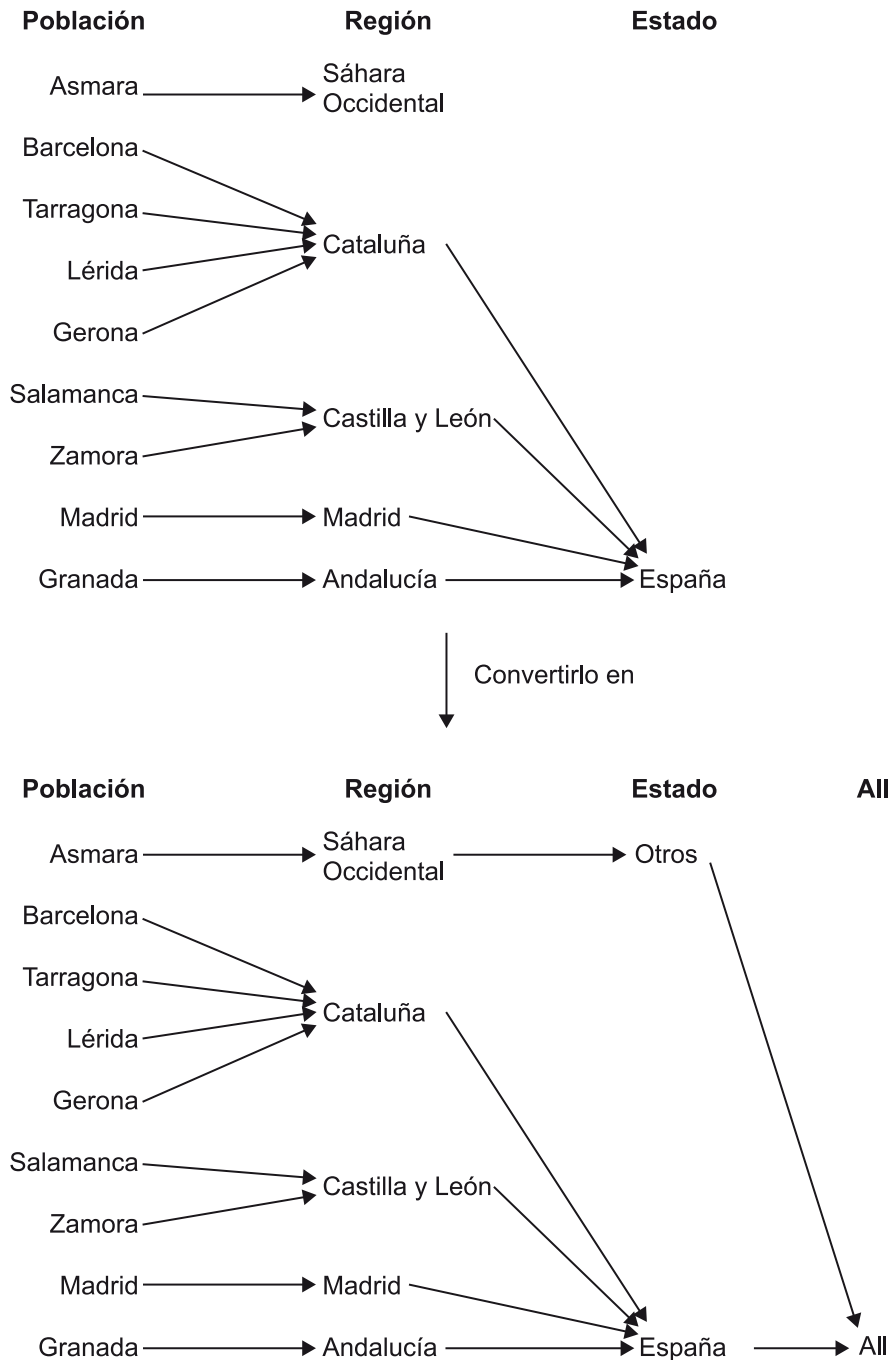 Población Región Estado
Asmara Sáhara
Occidental
Barcelona
Tarragona
Cataluña
Lérida
Gerona
Salamanca
Castilla y León
Zamora
Madrid Madrid
Granada Andalucía España
Convertirlo en
Población Región Estado All
Asmara Sáhara
Occidental Otros
Barcelona
Tarragona
Cataluña
Lérida
Gerona
Salamanca
Castilla y León
Zamora
Madrid Madrid
Granada Andalucía España All